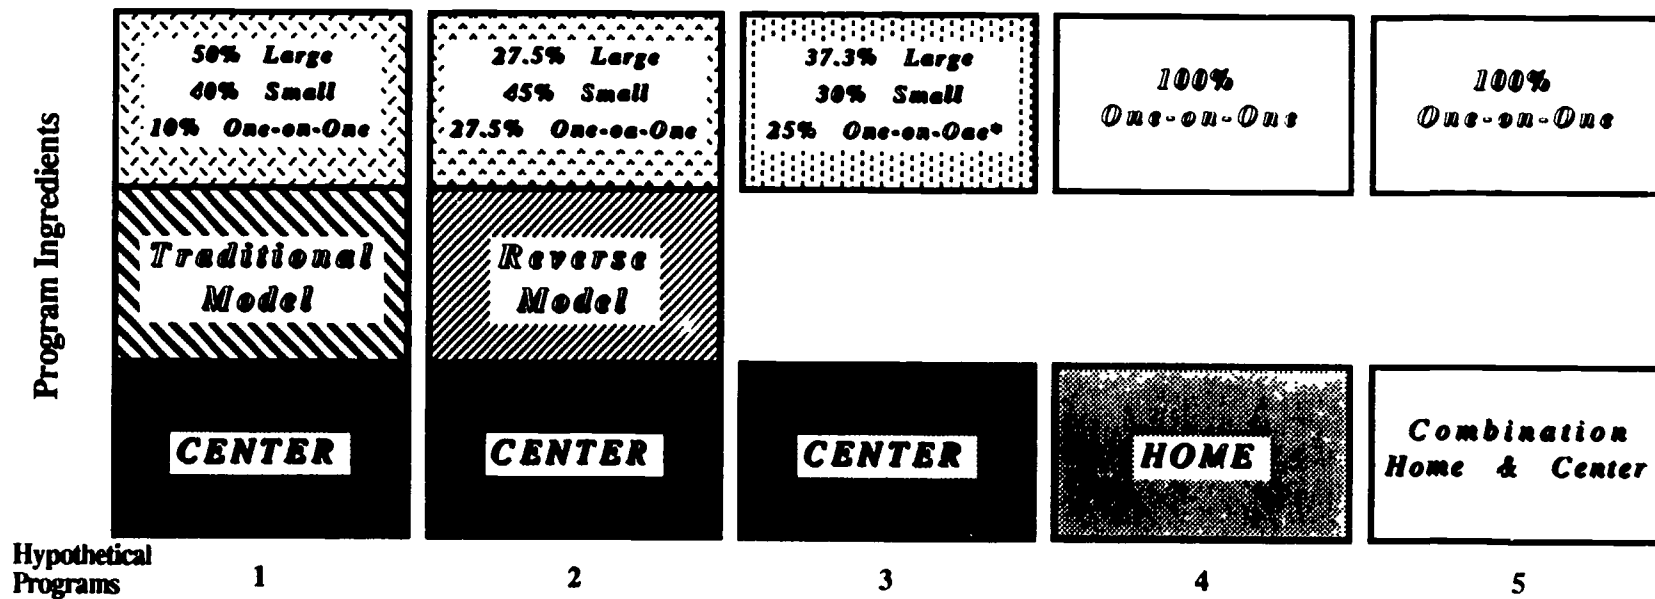 Program Ingredients
50% Large
40% Small
10% One-on-One
27.5% Large
45% Small
27.5% One-on-One
37.3% Large
30% Small
25% One-on-One*
100%
One-on-One
100%
One-on-One
Traditional
Model
Reverse
Model
CENTER
CENTER
CENTER
HOME
Combination
Home & Center
Hypothetical
Programs
1
2
3
4
5